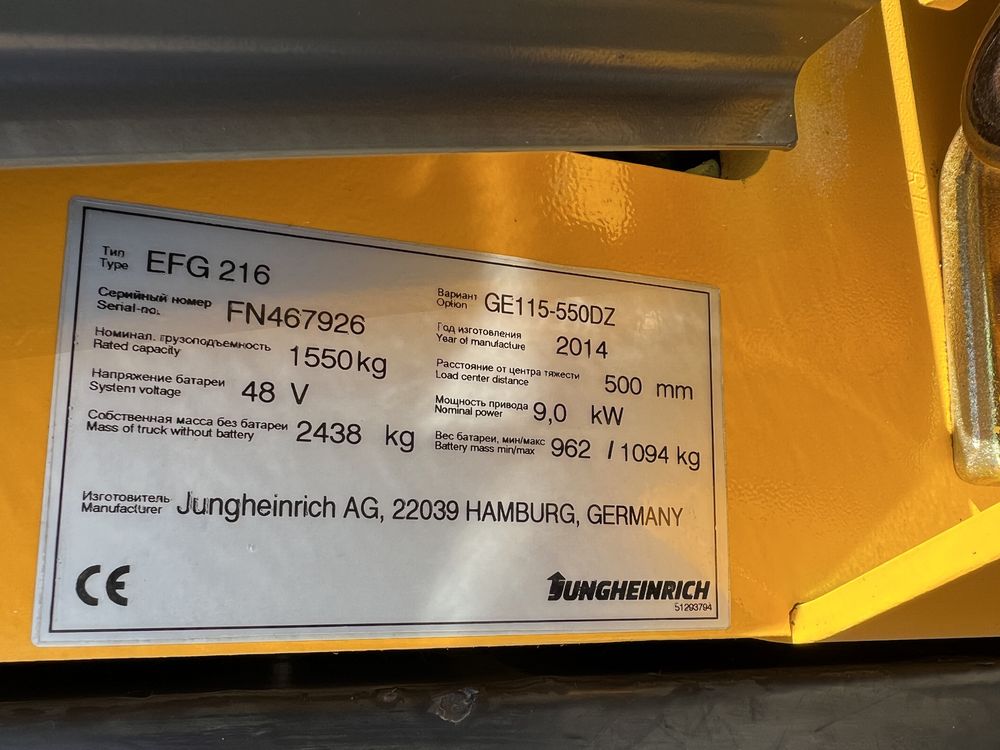 Тип
Type EFG 216
Серийный номер
Serial-no. FN467926
Вариант
Option GE115-550DZ
Номинал. грузоподъемность
Rated capacity 1550 kg
Год изготовления
Year of manufacture 2014
Напряжение батареи
System voltage 48 V
Расстояние от центра тяжести
Load center distance 500 mm
Собственная масса без батареи
Mass of truck without battery 2438 kg
Мощность привода
Nominal power 9,0 kW
Вес батареи, мин/макс
Battery mass min/max 962 / 1094 kg
Изготовитель
Manufacturer Jungheinrich AG, 22039 HAMBURG, GERMANY
CE
JUNGHEINRICH
51293794